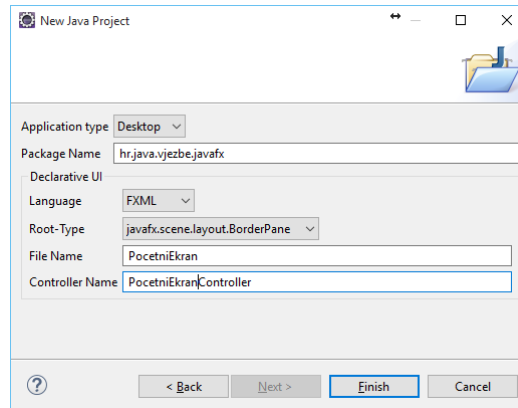 New Java Project
Application type Desktop
Package Name hr.java.vjezbe.javafx
Declarative UI
Language FXML
Root-Type javafx.scene.layout.BorderPane
File Name PocetniEkran
Controller Name PocetniEkranController
? < Back Next > Finish Cancel